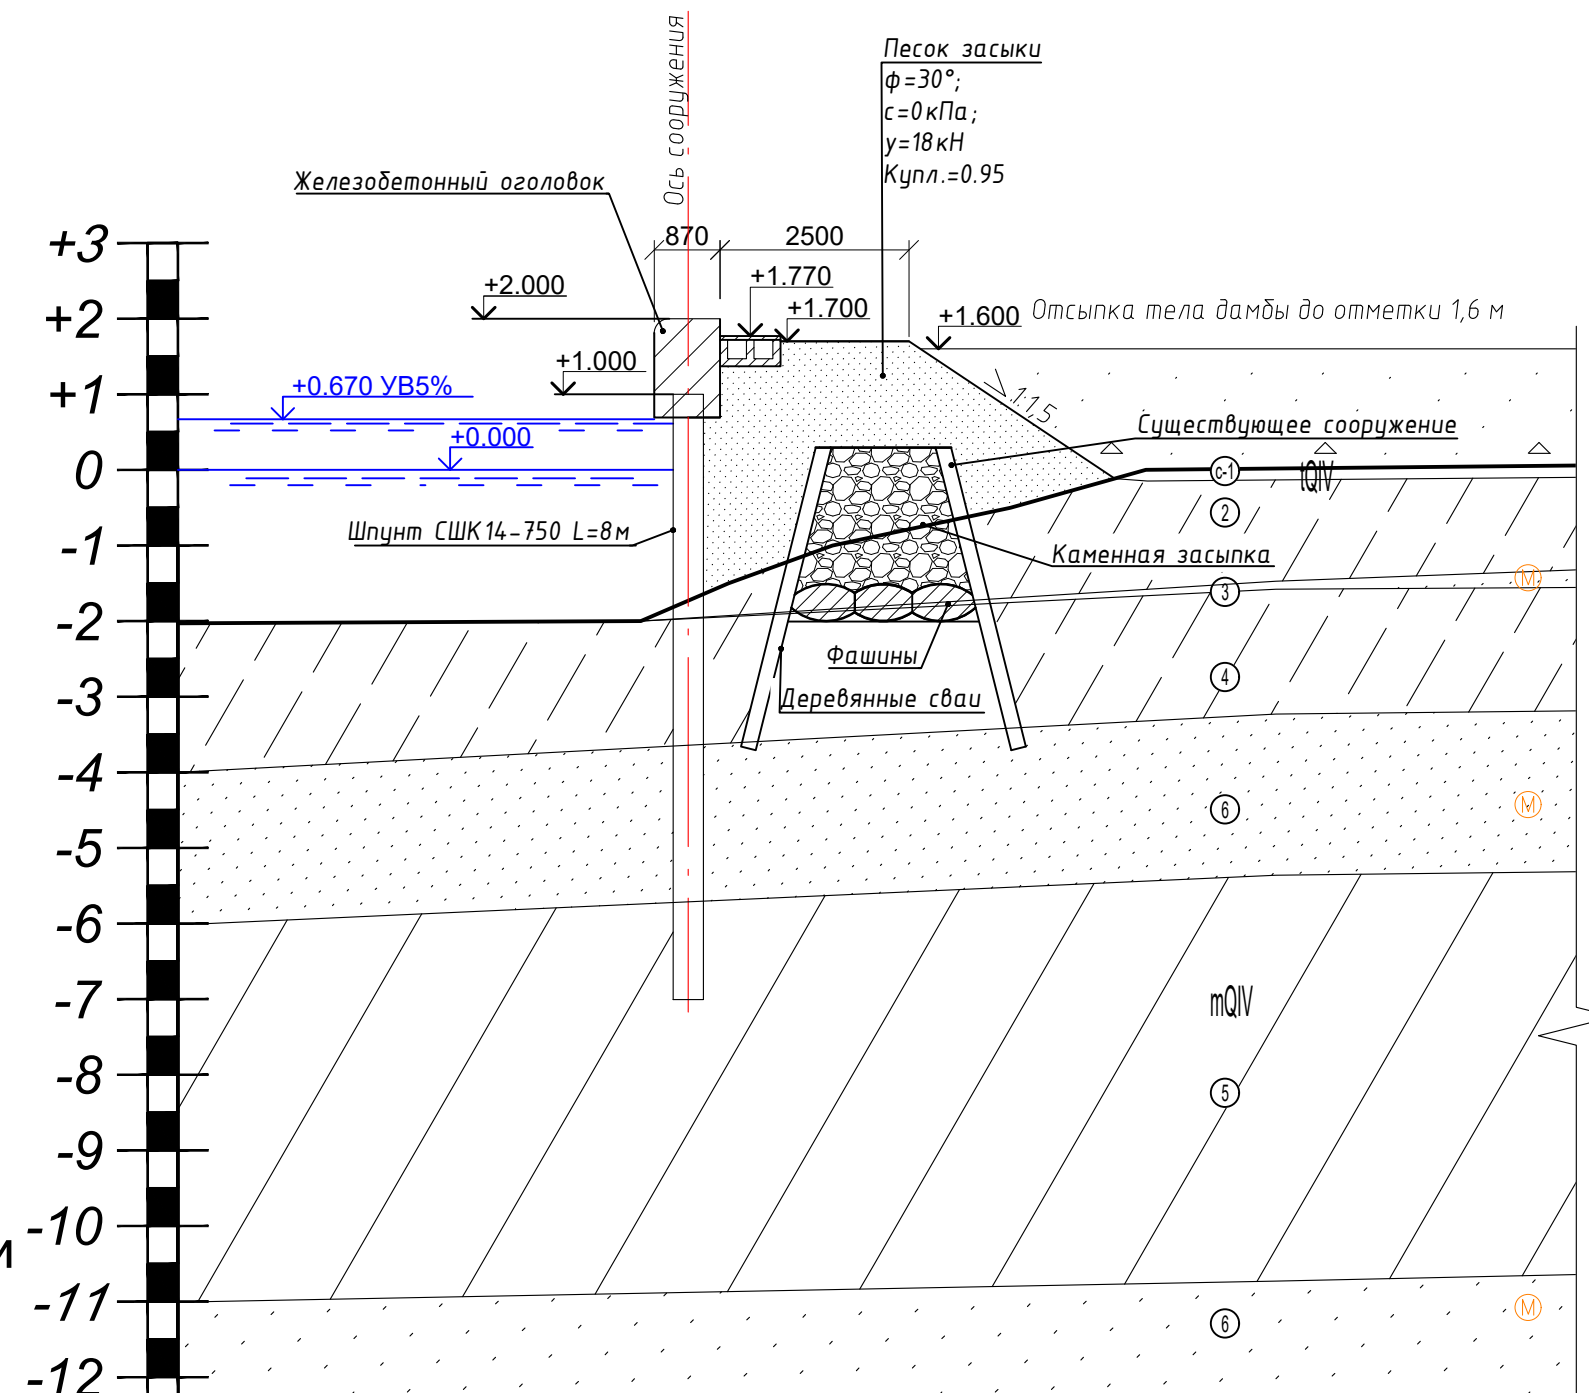 Ось сооружения
Песок засыки
φ=30°;
с=0кПа;
у=18кН
Купл.=0.95
Железобетонный оголовок
870
2500
+2.000
+1.770
+1.700
+1.600
Отсыпка тела дамбы до отметки 1,6 м
+1.000
+0.670 УВ5%
+0.000
1:1,5
Существующее сооружение
с-1
tQIV
2
Шпунт СШК14-750 L=8м
Каменная засыпка
М
3
Фашины
4
Деревянные сваи
6
М
mQIV
5
М
6
+3
+2
+1
0
-1
-2
-3
-4
-5
-6
-7
-8
-9
-10
м
-11
-12